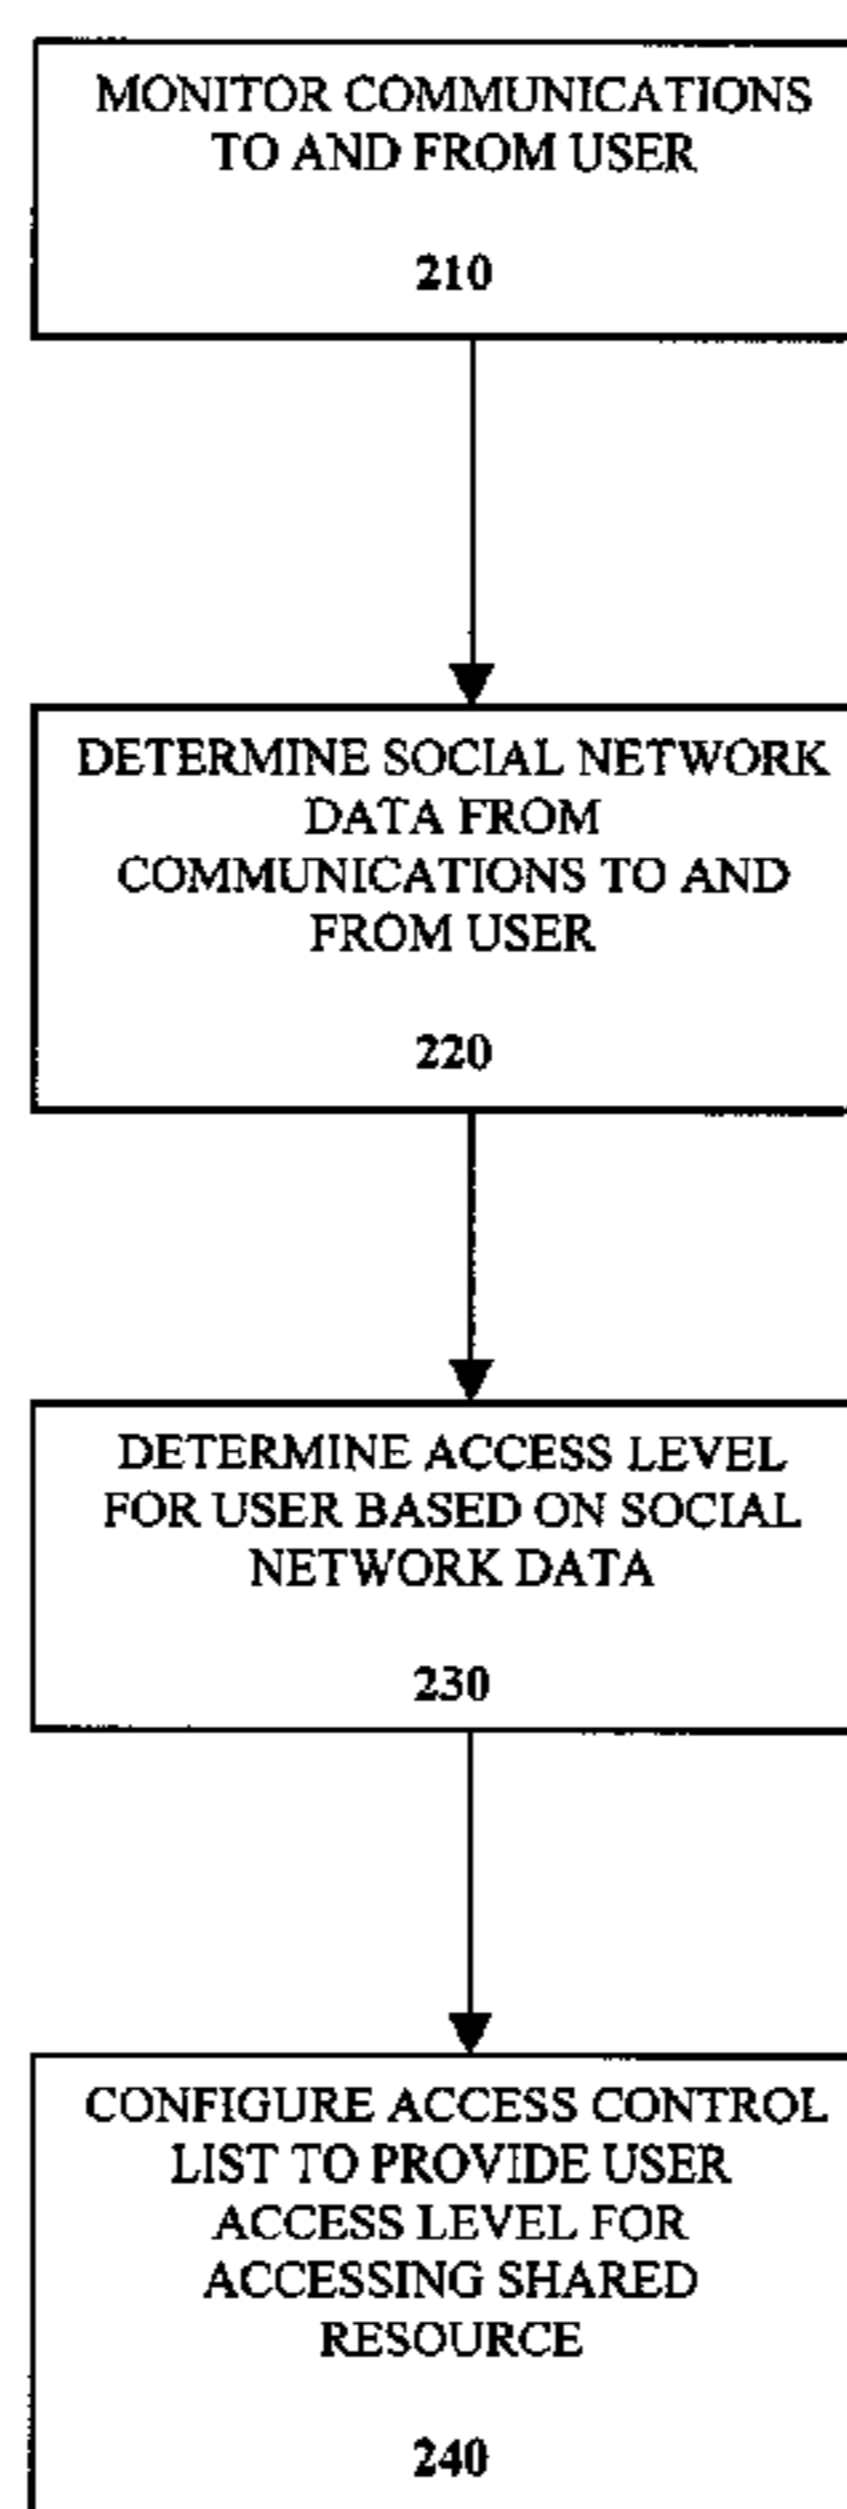 MONITOR COMMUNICATIONS
TO AND FROM USER
210
DETERMINE SOCIAL NETWORK
DATA FROM
COMMUNICATIONS TO AND
FROM USER
220
DETERMINE ACCESS LEVEL
FOR USER BASED ON SOCIAL
NETWORK DATA
230
CONFIGURE ACCESS CONTROL
LIST TO PROVIDE USER
ACCESS LEVEL FOR
ACCESSING SHARED
RESOURCE
240